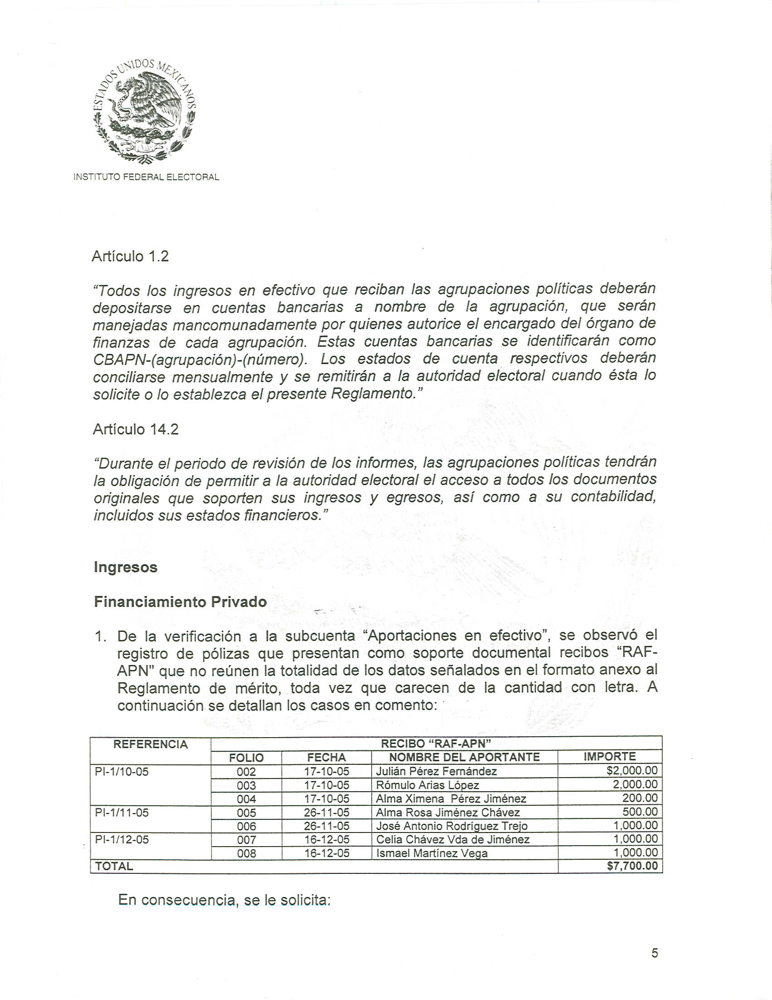 ESTADOS UNIDOS MEXICANOS
INSTITUTO FEDERAL ELECTORAL
Artículo 1.2
“Todos los ingresos en efectivo que reciban las agrupaciones políticas deberán
depositarse en cuentas bancarias a nombre de la agrupación, que serán
manejadas mancomunadamente por quienes autorice el encargado del órgano de
finanzas de cada agrupación. Estas cuentas bancarias se identificarán como
CBAPN-(agrupación)-(número). Los estados de cuenta respectivos deberán
conciliarse mensualmente y se remitirán a la autoridad electoral cuando ésta lo
solicite o lo establezca el presente Reglamento.”
Artículo 14.2
“Durante el periodo de revisión de los informes, las agrupaciones políticas tendrán
la obligación de permitir a la autoridad electoral el acceso a todos los documentos
originales que soporten sus ingresos y egresos, así como a su contabilidad,
incluidos sus estados financieros.”
Ingresos
Financiamiento Privado
1. De la verificación a la subcuenta “Aportaciones en efectivo”, se observó el
registro de pólizas que presentan como soporte documental recibos “RAF-
APN" que no reúnen la totalidad de los datos señalados en el formato anexo al
Reglamento de mérito, toda vez que carecen de la cantidad con letra. A
continuación se detallan los casos en comento:
REFERENCIA RECIBO “RAF-APN”
FOLIO FECHA NOMBRE DEL APORTANTE IMPORTE
PI-1/10-05 002 17-10-05 Julián Pérez Fernández $2,000.00
003 17-10-05 Rómulo Arias López 2,000.00
004 17-10-05 Alma Ximena Pérez Jiménez 200.00
PI-1/11-05 005 26-11-05 Alma Rosa Jiménez Chávez 500.00
006 26-11-05 José Antonio Rodríguez Trejo 1,000.00
PI-1/12-05 007 16-12-05 Celia Chávez Vda de Jiménez 1,000.00
008 16-12-05 Ismael Martínez Vega 1,000.00
TOTAL $7,700.00
En consecuencia, se le solicita:
5